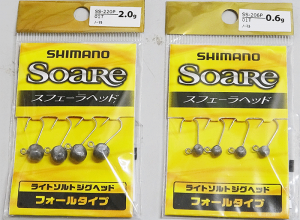 2.0g
SHIMANO
SOARE
スフェーラヘッド
ライトソルトジグヘッド
フォールタイプ
0.6g
SHIMANO
SOARE
スフェーラヘッド
ライトソルトジグヘッド
フォールタイプ